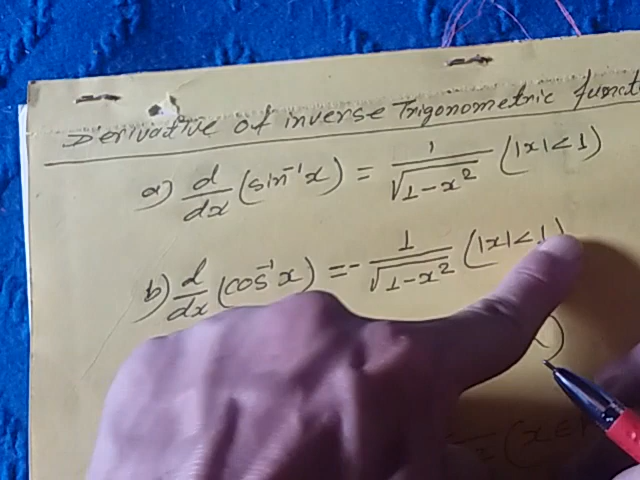 Derivative of inverse Trigonometric funct
a) d/dx (sin⁻¹x) = 1/√1-x² (|x|<1)
b) d/dx (cos⁻¹x) = - 1/√1-x² (|x|<1)
(x∈